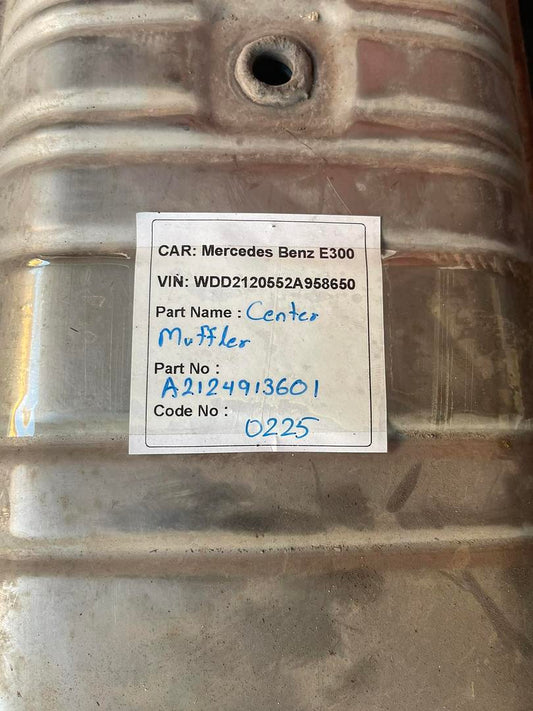 CAR: Mercedes Benz E300
VIN: WDD2120552A958650
Part Name : Center
Muffler
Part No :
A2124913601
Code No :
0225